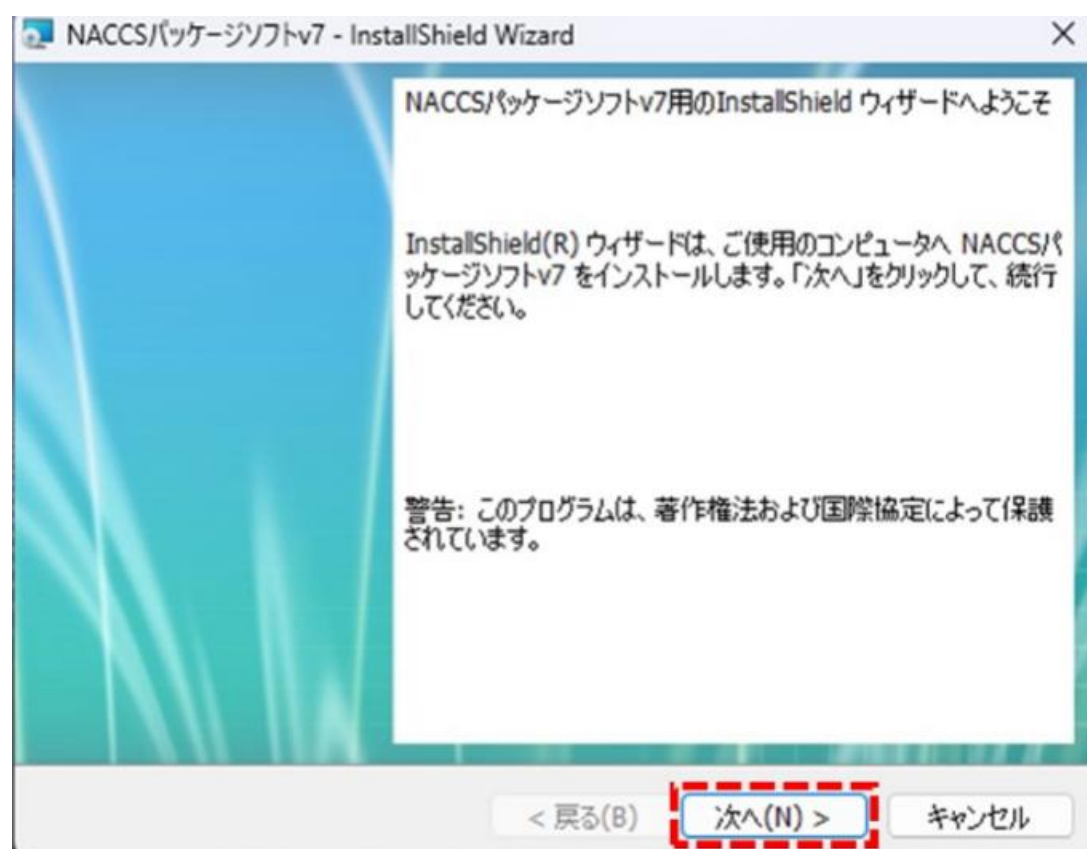 NACCSパッケージソフトv7 - InstallShield Wizard
NACCSパッケージソフトv7用のInstallShield ウィザードへようこそ
InstallShield(R) ウィザードは、ご使用のコンピュータへ NACCSパ
ッケージソフトv7 をインストールします。「次へ」をクリックして、続行
してください。
警告: このプログラムは、著作権法および国際協定によって保護
されています。
< 戻る(B)
次へ(N) >
キャンセル